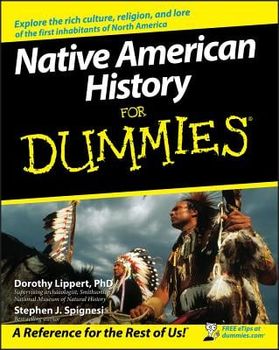 Explore the rich culture, religion, and lore
of the first inhabitants of North America
Native American
History
FOR
DUMMIES®
Dorothy Lippert, PhD
Supervising archaeologist, Smithsonian
National Museum of Natural History
Stephen J. Spignesi
Bestselling author
A Reference for the Rest of Us!®
FREE eTips at
dummies.com®